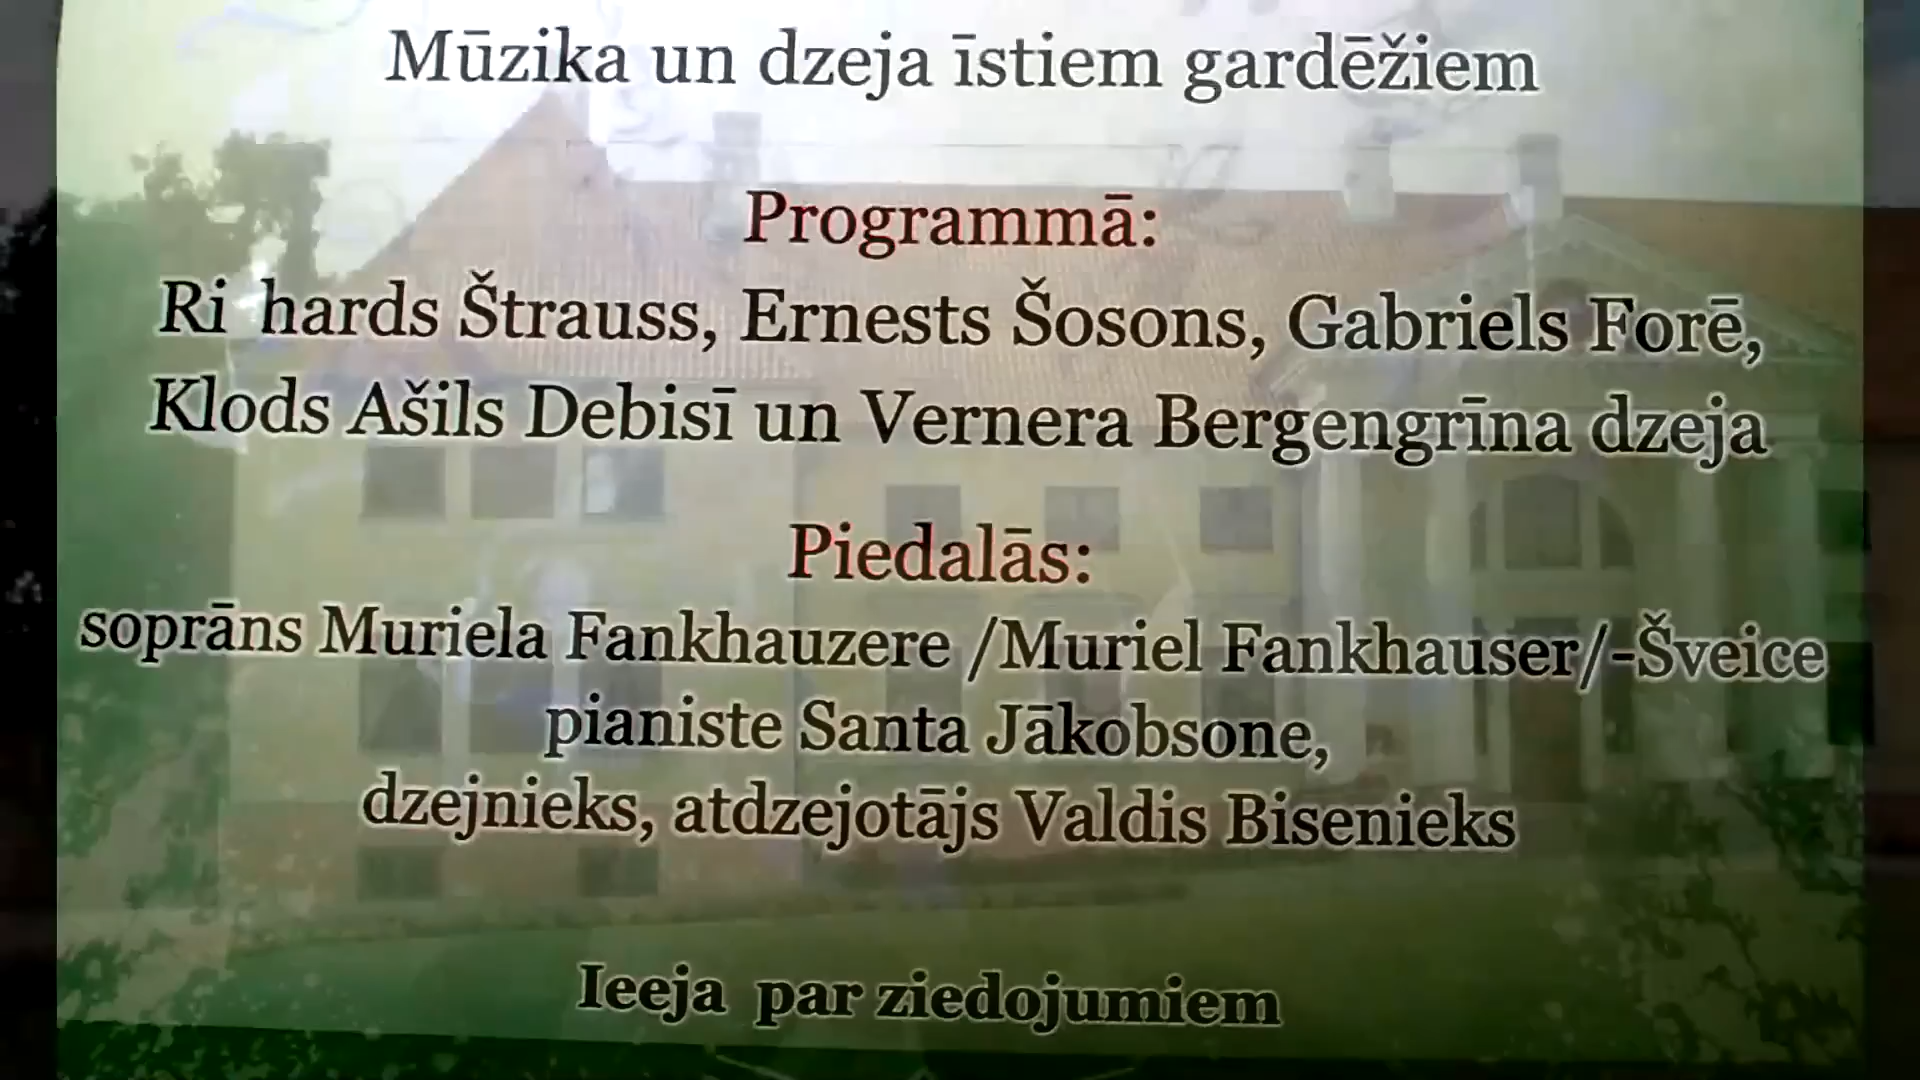 Mūzika un dzeja īstiem gardēžiem
Programmā:
Ri hards Štrauss, Ernests Šosons, Gabriels Forē,
Klods Ašils Debisī un Vernera Bergengrīna dzeja
Piedalās:
soprāns Muriela Fankhauzere /Muriel Fankhauser/-Šveice
pianiste Santa Jākobsone,
dzejnieks, atdzejotājs Valdis Bisenieks
Ieeja par ziedojumiem